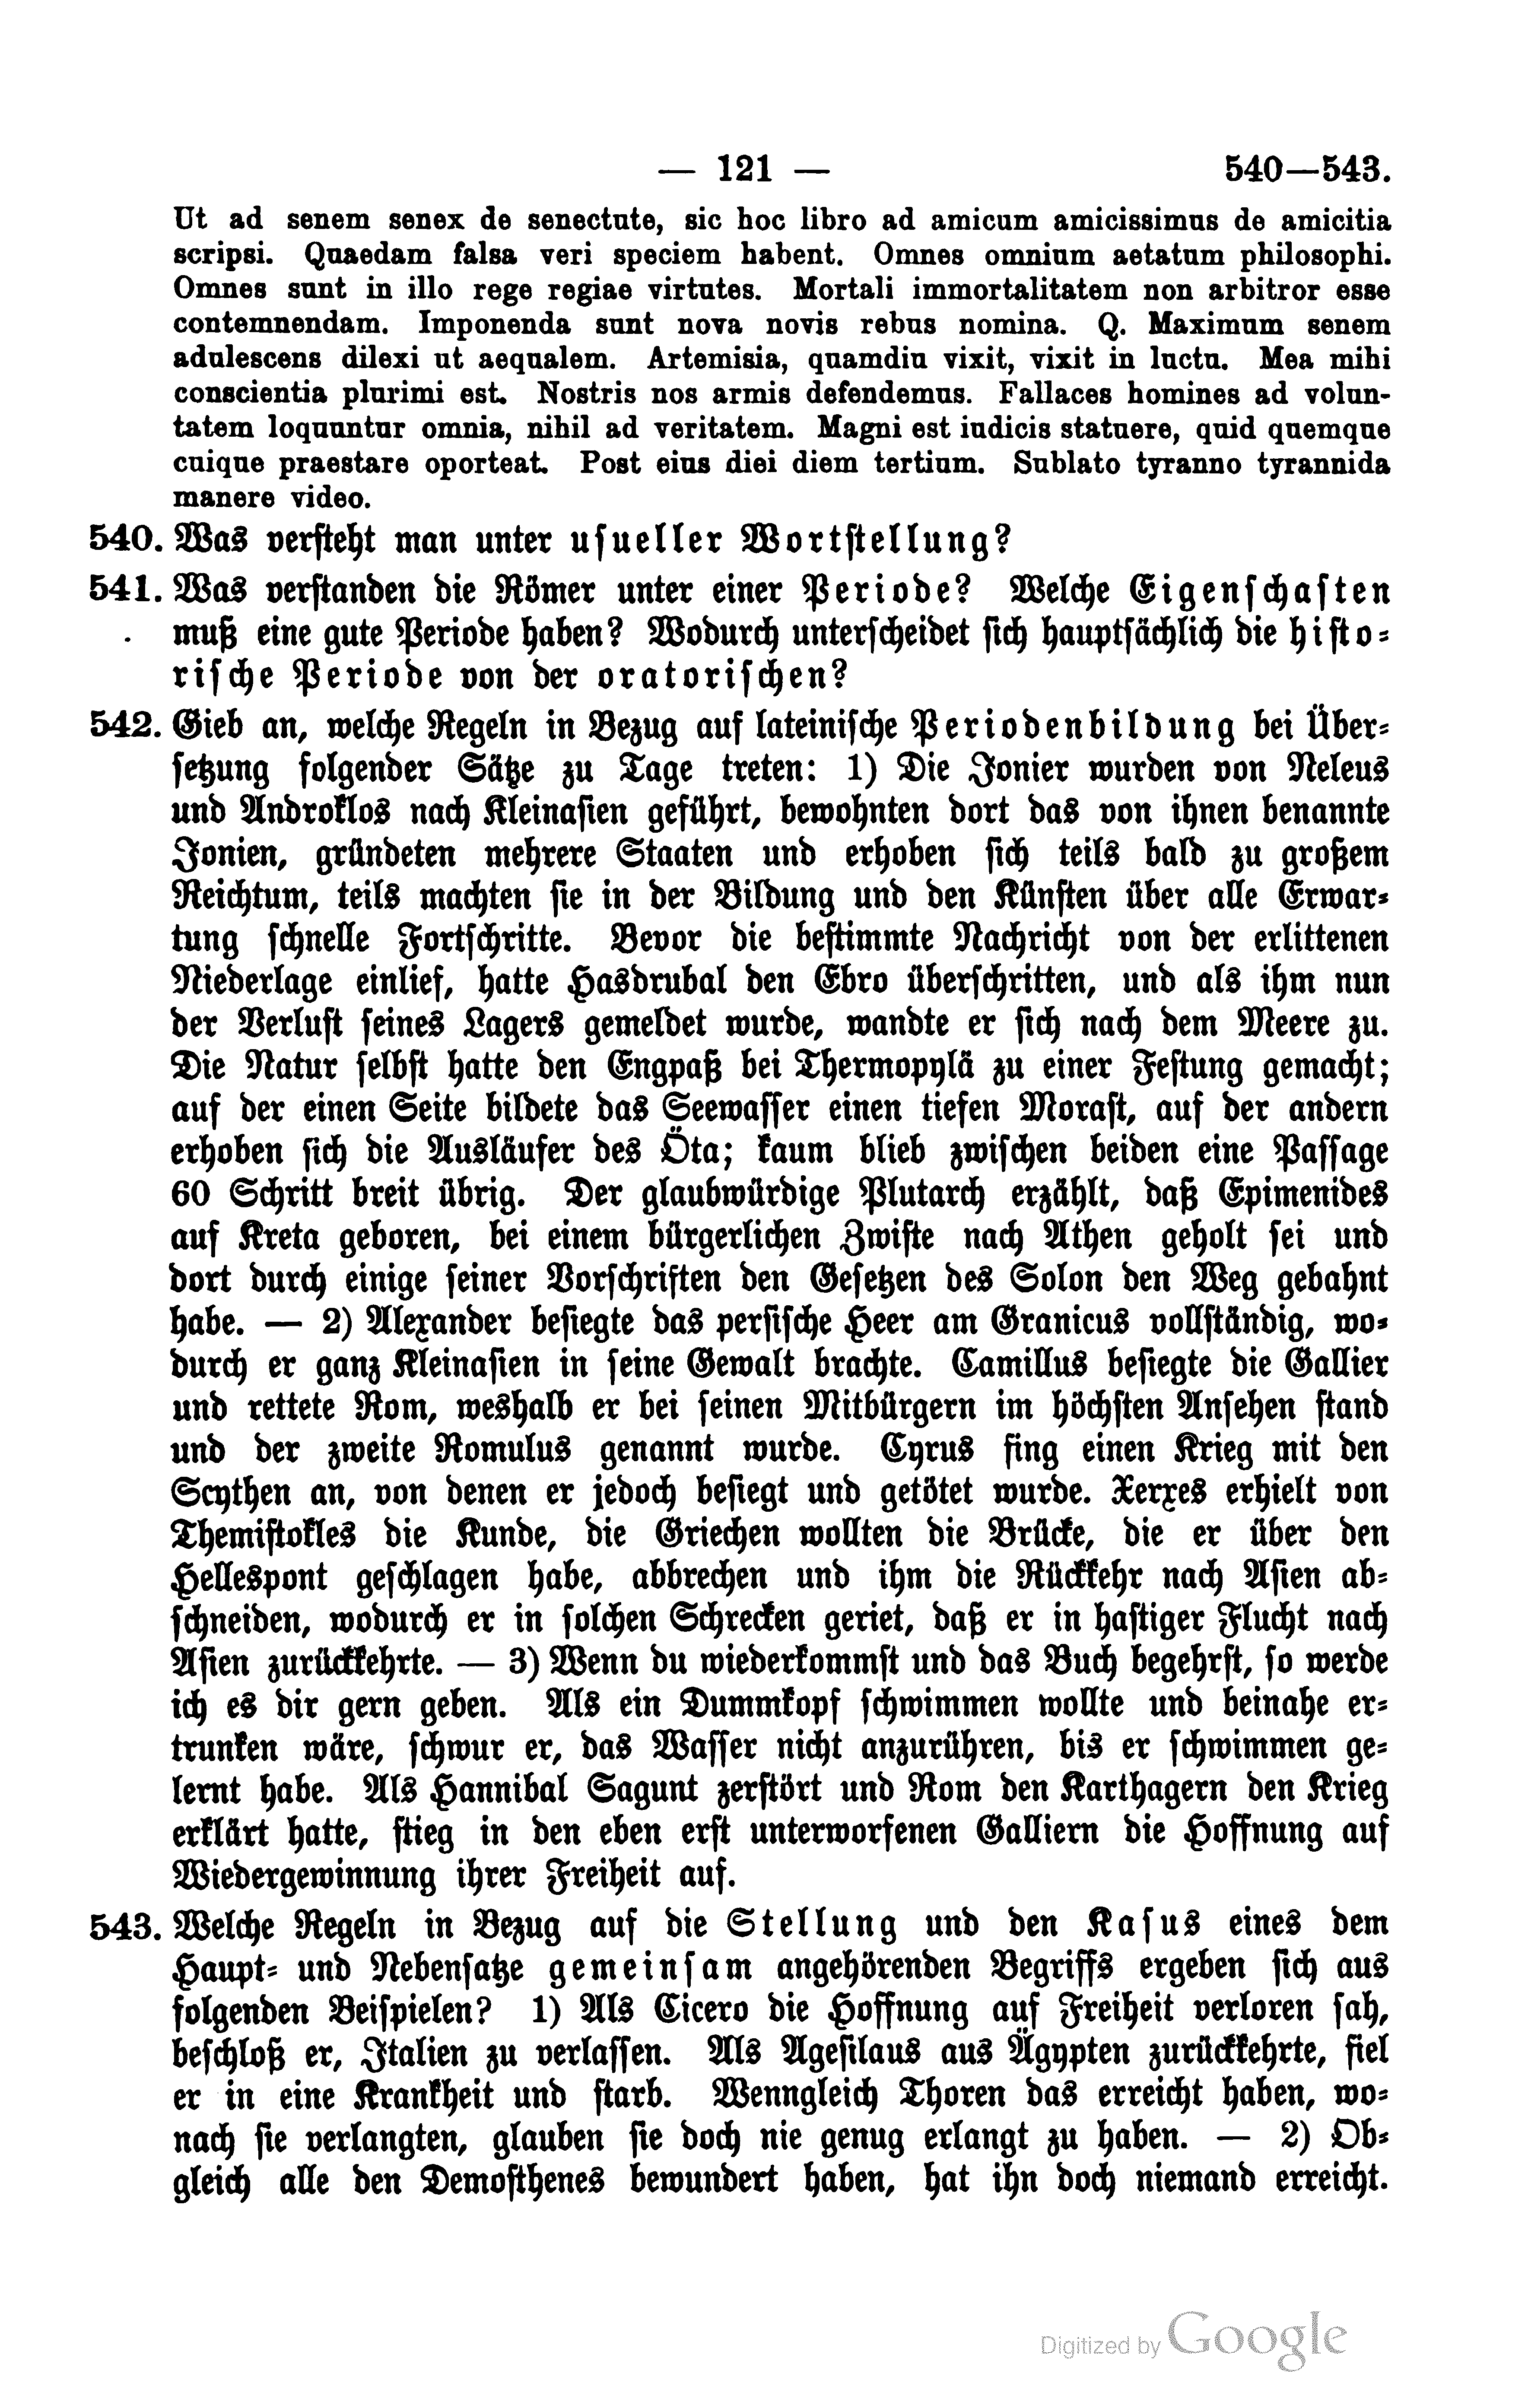 — 121 — 540—543.
Ut ad senem senex de senectute, sic hoc libro ad amicum amicissimus de amicitia
scripsi. Quaedam falsa veri speciem habent. Omnes omnium aetatum philosophi.
Omnes sunt in illo rege regiae virtutes. Mortali immortalitatem non arbitror esse
contemnendam. Imponenda sunt nova novis rebus nomina. Q. Maximum senem
adulescens dilexi ut aequalem. Artemisia, quamdiu vixit, vixit in luctu. Mea mihi
conscientia plurimi est. Nostris nos armis defendemus. Fallaces homines ad volun-
tatem loquuntur omnia, nihil ad veritatem. Magni est iudicis statuere, quid quemque
cuique praestare oporteat. Post eius diei diem tertium. Sublato tyranno tyrannida
manere video.
540. Was versteht man unter usueller Wortstellung?
541. Was verstanden die Römer unter einer Periode? Welche Eigenschaften
muß eine gute Periode haben? Wodurch unterscheidet sich hauptsächlich die histo-
rische Periode von der oratorischen?
542. Gieb an, welche Regeln in Bezug auf lateinische Periodenbildung bei Über-
setzung folgender Sätze zu Tage treten: 1) Die Jonier wurden von Neleus
und Androklos nach Kleinasien geführt, bewohnten dort das von ihnen benannte
Jonien, gründeten mehrere Staaten und erhoben sich teils bald zu großem
Reichtum, teils machten sie in der Bildung und den Künsten über alle Erwar-
tung schnelle Fortschritte. Bevor die bestimmte Nachricht von der erlittenen
Niederlage einlief, hatte Hasdrubal den Ebro überschritten, und als ihm nun
der Verlust seines Lagers gemeldet wurde, wandte er sich nach dem Meere zu.
Die Natur selbst hatte den Engpaß bei Thermopylä zu einer Festung gemacht;
auf der einen Seite bildete das Seewasser einen tiefen Morast, auf der andern
erhoben sich die Ausläufer des Öta; kaum blieb zwischen beiden eine Passage
60 Schritt breit übrig. Der glaubwürdige Plutarch erzählt, daß Epimenides
auf Kreta geboren, bei einem bürgerlichen Zwiste nach Athen geholt sei und
dort durch einige seiner Vorschriften den Gesetzen des Solon den Weg gebahnt
habe. — 2) Alexander besiegte das persische Heer am Granicus vollständig, wo-
durch er ganz Kleinasien in seine Gewalt brachte. Camillus besiegte die Gallier
und rettete Rom, weshalb er bei seinen Mitbürgern im höchsten Ansehen stand
und der zweite Romulus genannt wurde. Cyrus fing einen Krieg mit den
Scythen an, von denen er jedoch besiegt und getötet wurde. Xerxes erhielt von
Themistokles die Kunde, die Griechen wollten die Brücke, die er über den
Hellespont geschlagen habe, abbrechen und ihm die Rückkehr nach Asien ab-
schneiden, wodurch er in solchen Schrecken geriet, daß er in hastiger Flucht nach
Asien zurückkehrte. — 3) Wenn du wiederkommst und das Buch begehrst, so werde
ich es dir gern geben. Als ein Dummkopf schwimmen wollte und beinahe er-
trunken wäre, schwur er, das Wasser nicht anzurühren, bis er schwimmen ge-
lernt habe. Als Hannibal Sagunt zerstört und Rom den Karthagern den Krieg
erklärt hatte, stieg in den eben erst unterworfenen Galliern die Hoffnung auf
Wiedergewinnung ihrer Freiheit auf.
543. Welche Regeln in Bezug auf die Stellung und den Kasus eines dem
Haupt- und Nebensatze gemeinsam angehörenden Begriffs ergeben sich aus
folgenden Beispielen? 1) Als Cicero die Hoffnung auf Freiheit verloren sah,
beschloß er, Italien zu verlassen. Als Agesilaus aus Ägypten zurückkehrte, fiel
er in eine Krankheit und starb. Wenngleich Thoren das erreicht haben, wo-
nach sie verlangten, glauben sie doch nie genug erlangt zu haben. — 2) Ob-
gleich alle den Demosthenes bewundert haben, hat ihn doch niemand erreicht.
Digitized by Google